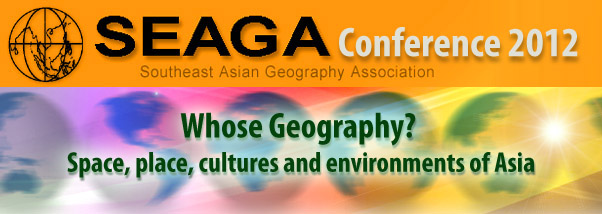 SEAGA Conference 2012
Southeast Asian Geography Association
Whose Geography?
Space, place, cultures and environments of Asia